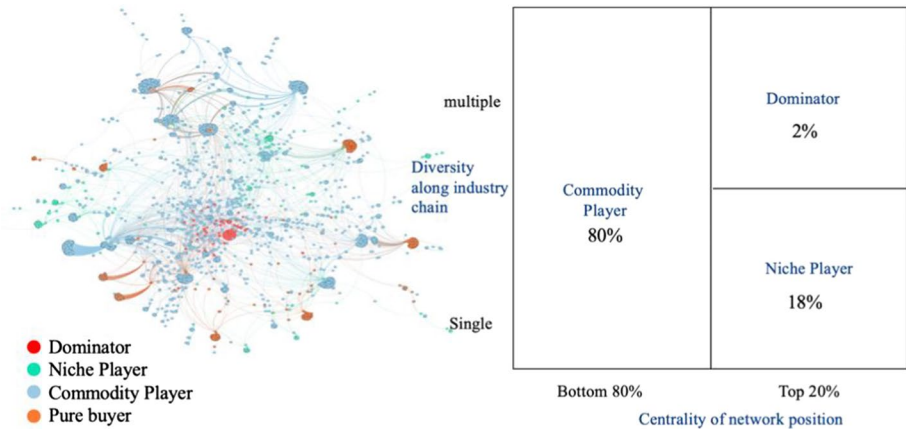 Dominator
Niche Player
Commodity Player
Pure buyer
multiple
Diversity
along industry
chain
Single
Commodity
Player
80%
Dominator
2%
Niche Player
18%
Bottom 80%
Top 20%
Centrality of network position